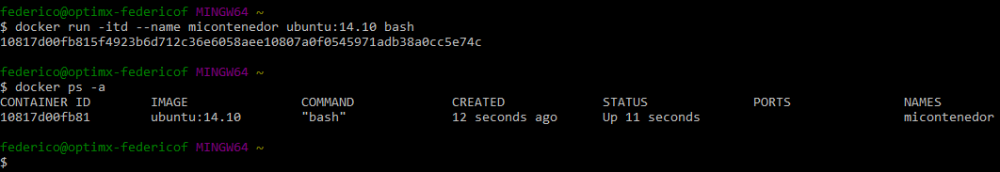 federico@optimx-federicof MINGW64 ~
$ docker run -itd --name micontenedor ubuntu:14.10 bash
10817d00fb815f4923b6d712c36e6058aee10807a0f0545971adb38a0cc5e74c
federico@optimx-federicof MINGW64 ~
$ docker ps -a
CONTAINER ID IMAGE COMMAND CREATED STATUS PORTS NAMES
10817d00fb81 ubuntu:14.10 "bash" 12 seconds ago Up 11 seconds micontenedor
federico@optimx-federicof MINGW64 ~
$